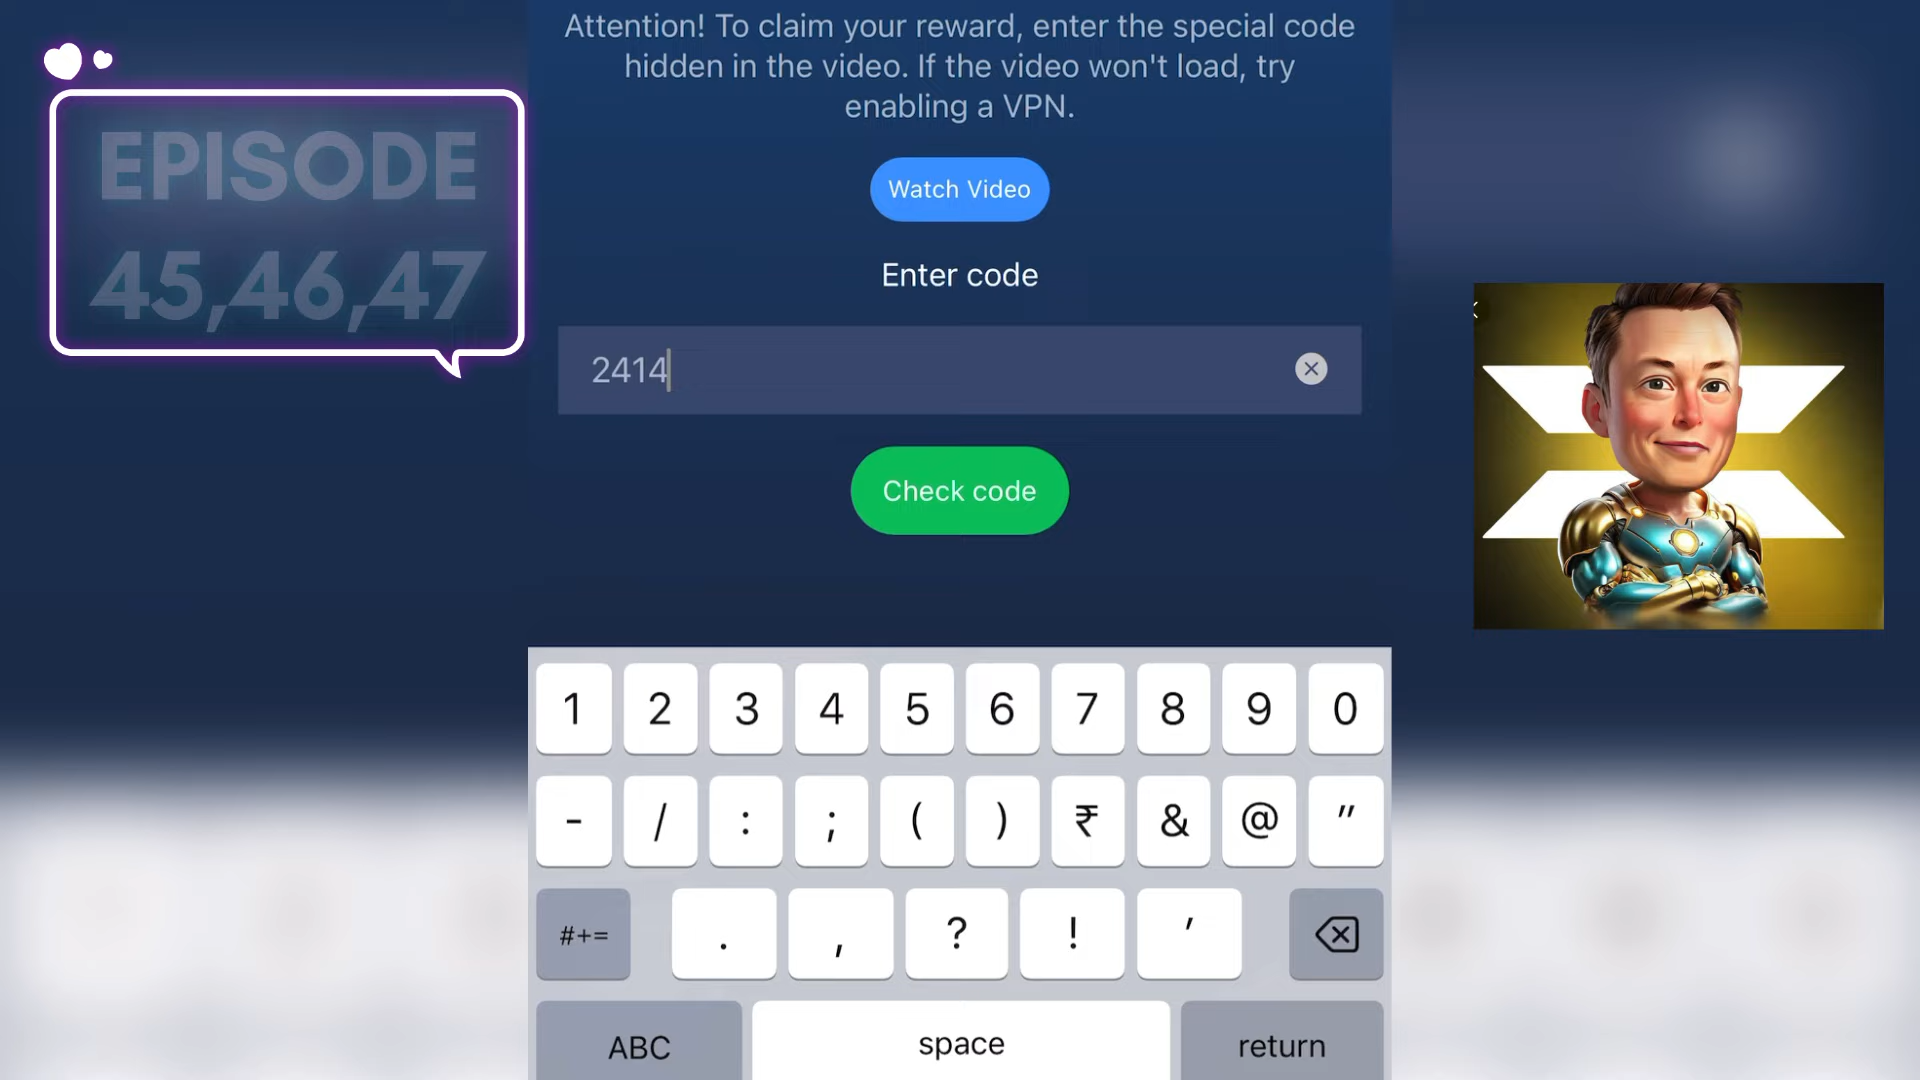 Attention! To claim your reward, enter the special code
hidden in the video. If the video won't load, try
enabling a VPN.
EPISODE
45,46,47
Watch Video
Enter code
2414
Check code
1 2 3 4 5 6 7 8 9 0
- / : ; ( ) ₹ & @ "
#+= . , ? ! '
ABC space return